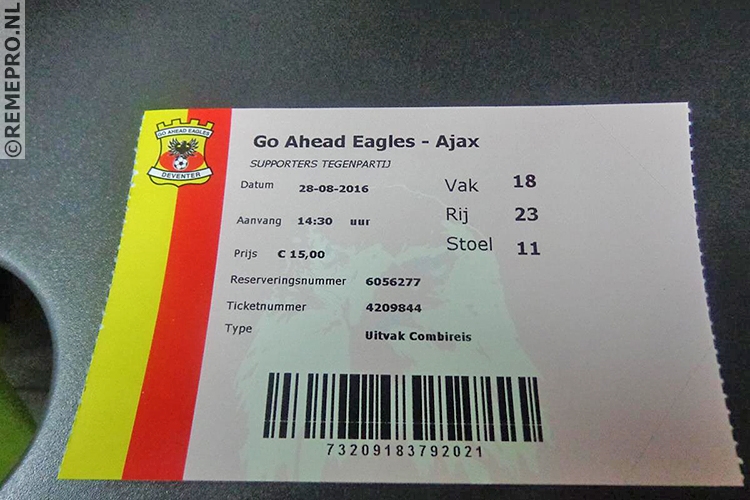 ©REMEPRO.NL
GO AHEAD EAGLES
DEVENTER
Go Ahead Eagles - Ajax
SUPPORTERS TEGENPARTIJ
Datum 28-08-2016
Aanvang 14:30 uur
Prijs € 15,00
Vak 18
Rij 23
Stoel 11
Reserveringsnummer 6056277
Ticketnummer 4209844
Type Uitvak Combireis
73209183792021